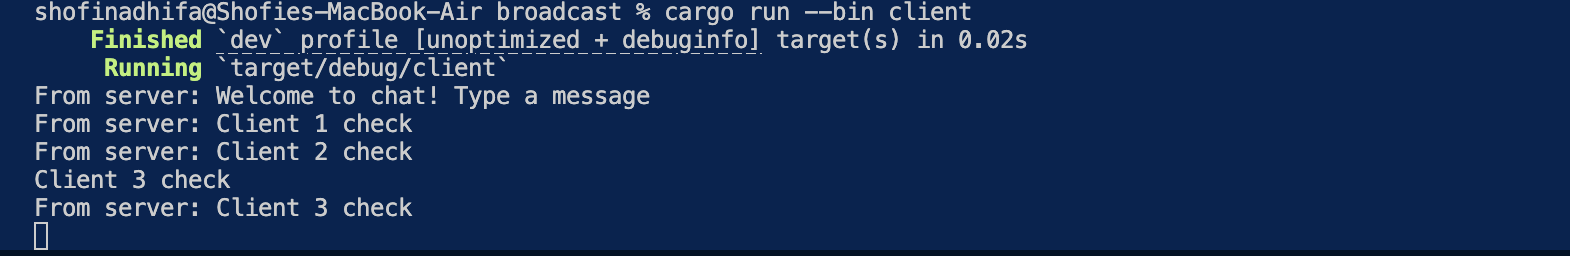 shofinadhifa@Shofies-MacBook-Air broadcast % cargo run --bin client
Finished `dev` profile [unoptimized + debuginfo] target(s) in 0.02s
Running `target/debug/client`
From server: Welcome to chat! Type a message
From server: Client 1 check
From server: Client 2 check
Client 3 check
From server: Client 3 check